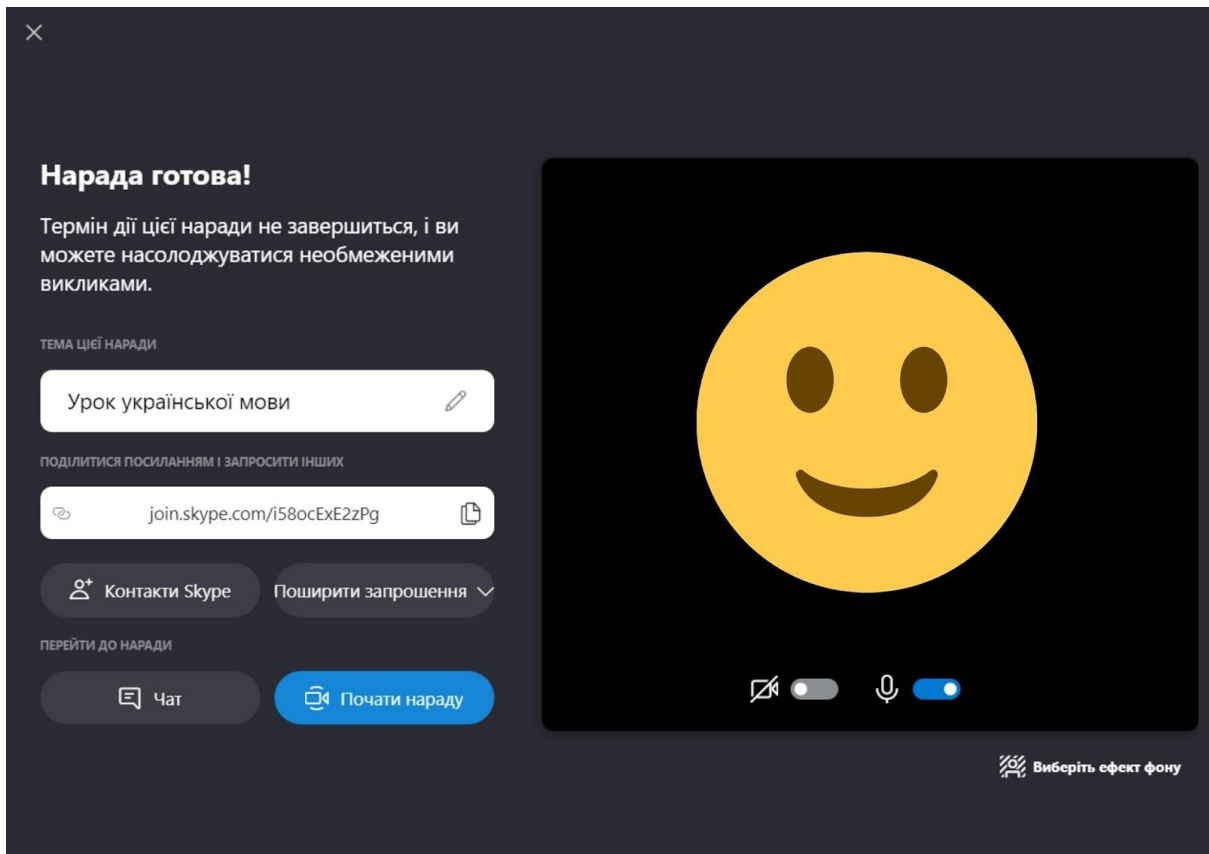 Нарада готова!
Термін дії цієї наради не завершиться, і ви
можете насолоджуватися необмеженими
викликами.
ТЕМА ЦІЄЇ НАРАДИ
Урок української мови
ПОДІЛИТИСЯ ПОСИЛАННЯМ І ЗАПРОСИТИ ІНШИХ
join.skype.com/i58ocExE2zPg
Контакти Skype
Поширити запрошення
ПЕРЕЙТИ ДО НАРАДИ
Чат
Почати нараду
Виберіть ефект фону